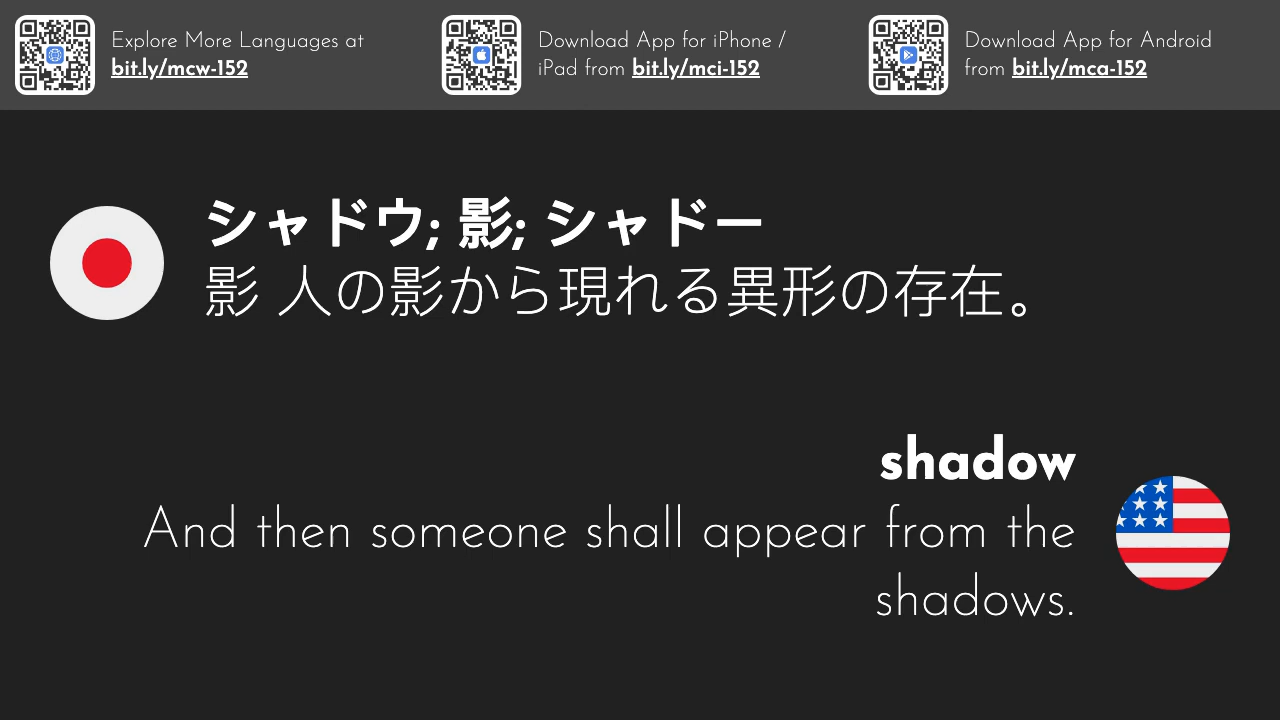 Explore More Languages at
bit.ly/mcw-152
Download App for iPhone /
iPad from bit.ly/mci-152
Download App for Android
from bit.ly/mca-152
シャドウ; 影; シャドー
影 人の影から現れる異形の存在。
shadow
And then someone shall appear from the
shadows.